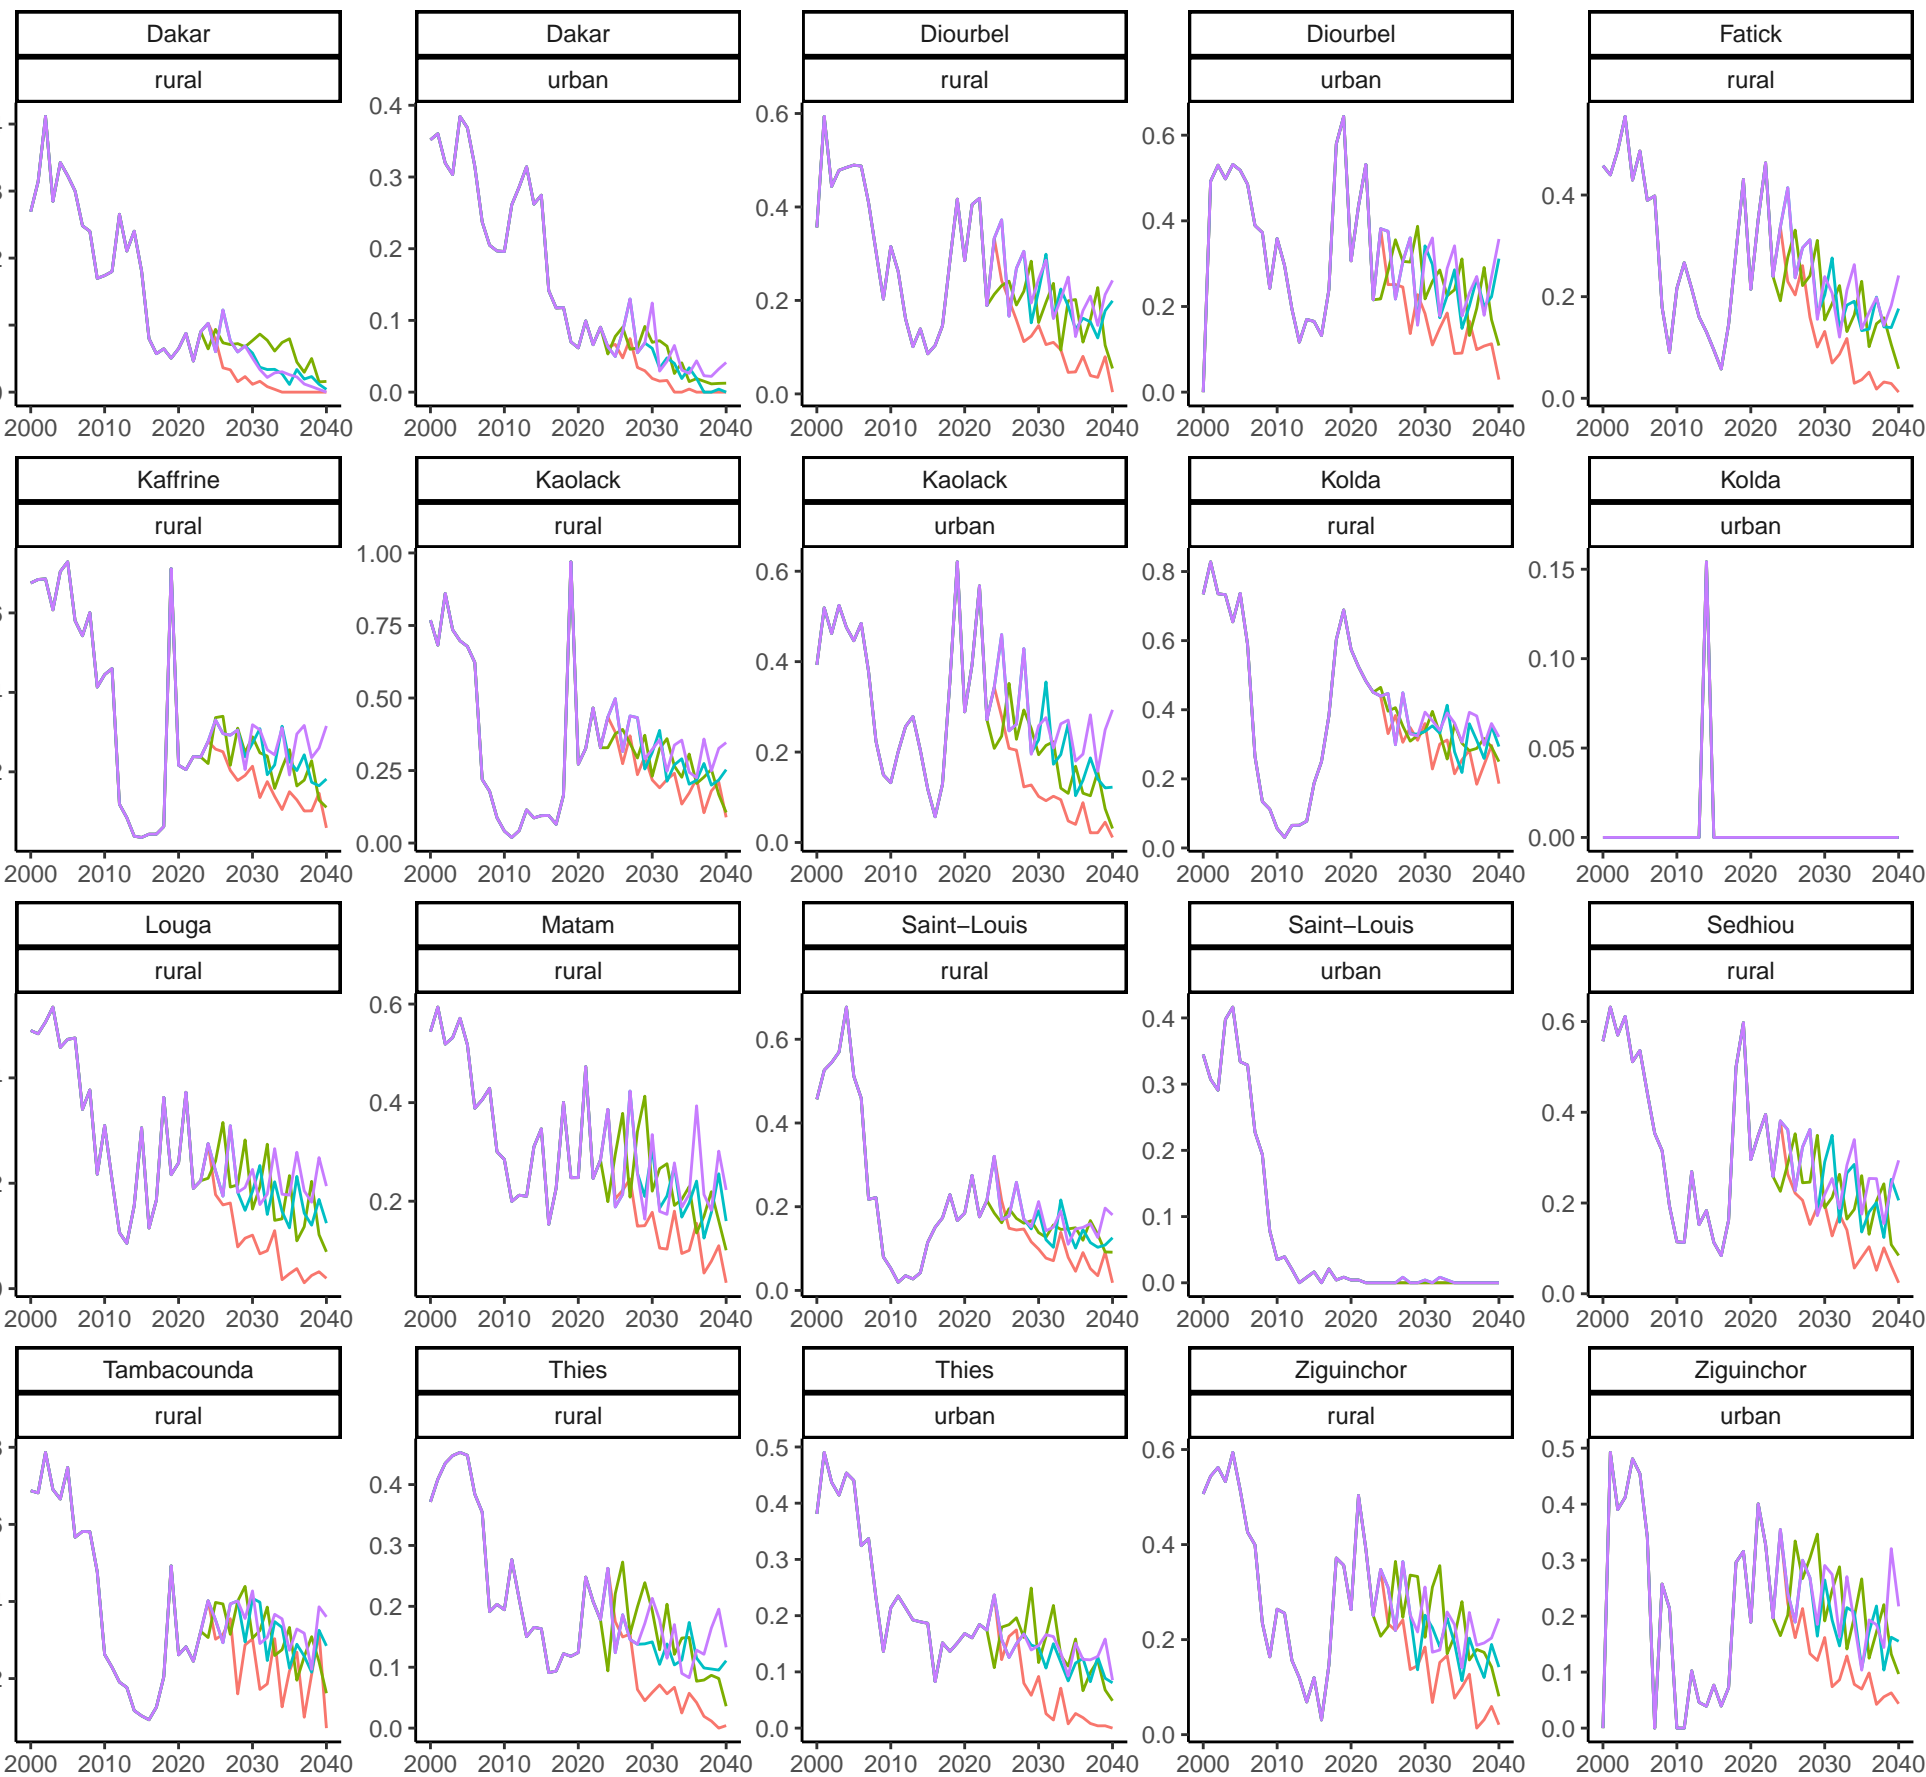 Dakar Dakar Diourbel Diourbel Fatick
rural urban rural urban rural
0.4 0.3 0.2 0.1 0.0
0.6 0.4 0.2 0.0
0.6 0.4 0.2 0.0
0.4 0.2 0.0
2000 2010 2020 2030 2040 2000 2010 2020 2030 2040 2000 2010 2020 2030 2040 2000 2010 2020 2030 2040 2000 2010 2020 2030 2040
Kaffrine Kaolack Kaolack Kolda Kolda
rural rural urban rural urban
1.00 0.75 0.50 0.25 0.00
0.6 0.4 0.2 0.0
0.8 0.6 0.4 0.2 0.0
0.15 0.10 0.05 0.00
2000 2010 2020 2030 2040 2000 2010 2020 2030 2040 2000 2010 2020 2030 2040 2000 2010 2020 2030 2040 2000 2010 2020 2030 2040
Louga Matam Saint−Louis Saint−Louis Sedhiou
rural rural rural urban rural
0.6 0.4 0.2
0.6 0.4 0.2 0.0
0.4 0.3 0.2 0.1 0.0
0.6 0.4 0.2 0.0
2000 2010 2020 2030 2040 2000 2010 2020 2030 2040 2000 2010 2020 2030 2040 2000 2010 2020 2030 2040 2000 2010 2020 2030 2040
Tambacounda Thies Thies Ziguinchor Ziguinchor
rural rural urban rural urban
0.4 0.3 0.2 0.1 0.0
0.5 0.4 0.3 0.2 0.1 0.0
0.6 0.4 0.2 0.0
0.5 0.4 0.3 0.2 0.1 0.0
2000 2010 2020 2030 2040 2000 2010 2020 2030 2040 2000 2010 2020 2030 2040 2000 2010 2020 2030 2040 2000 2010 2020 2030 2040